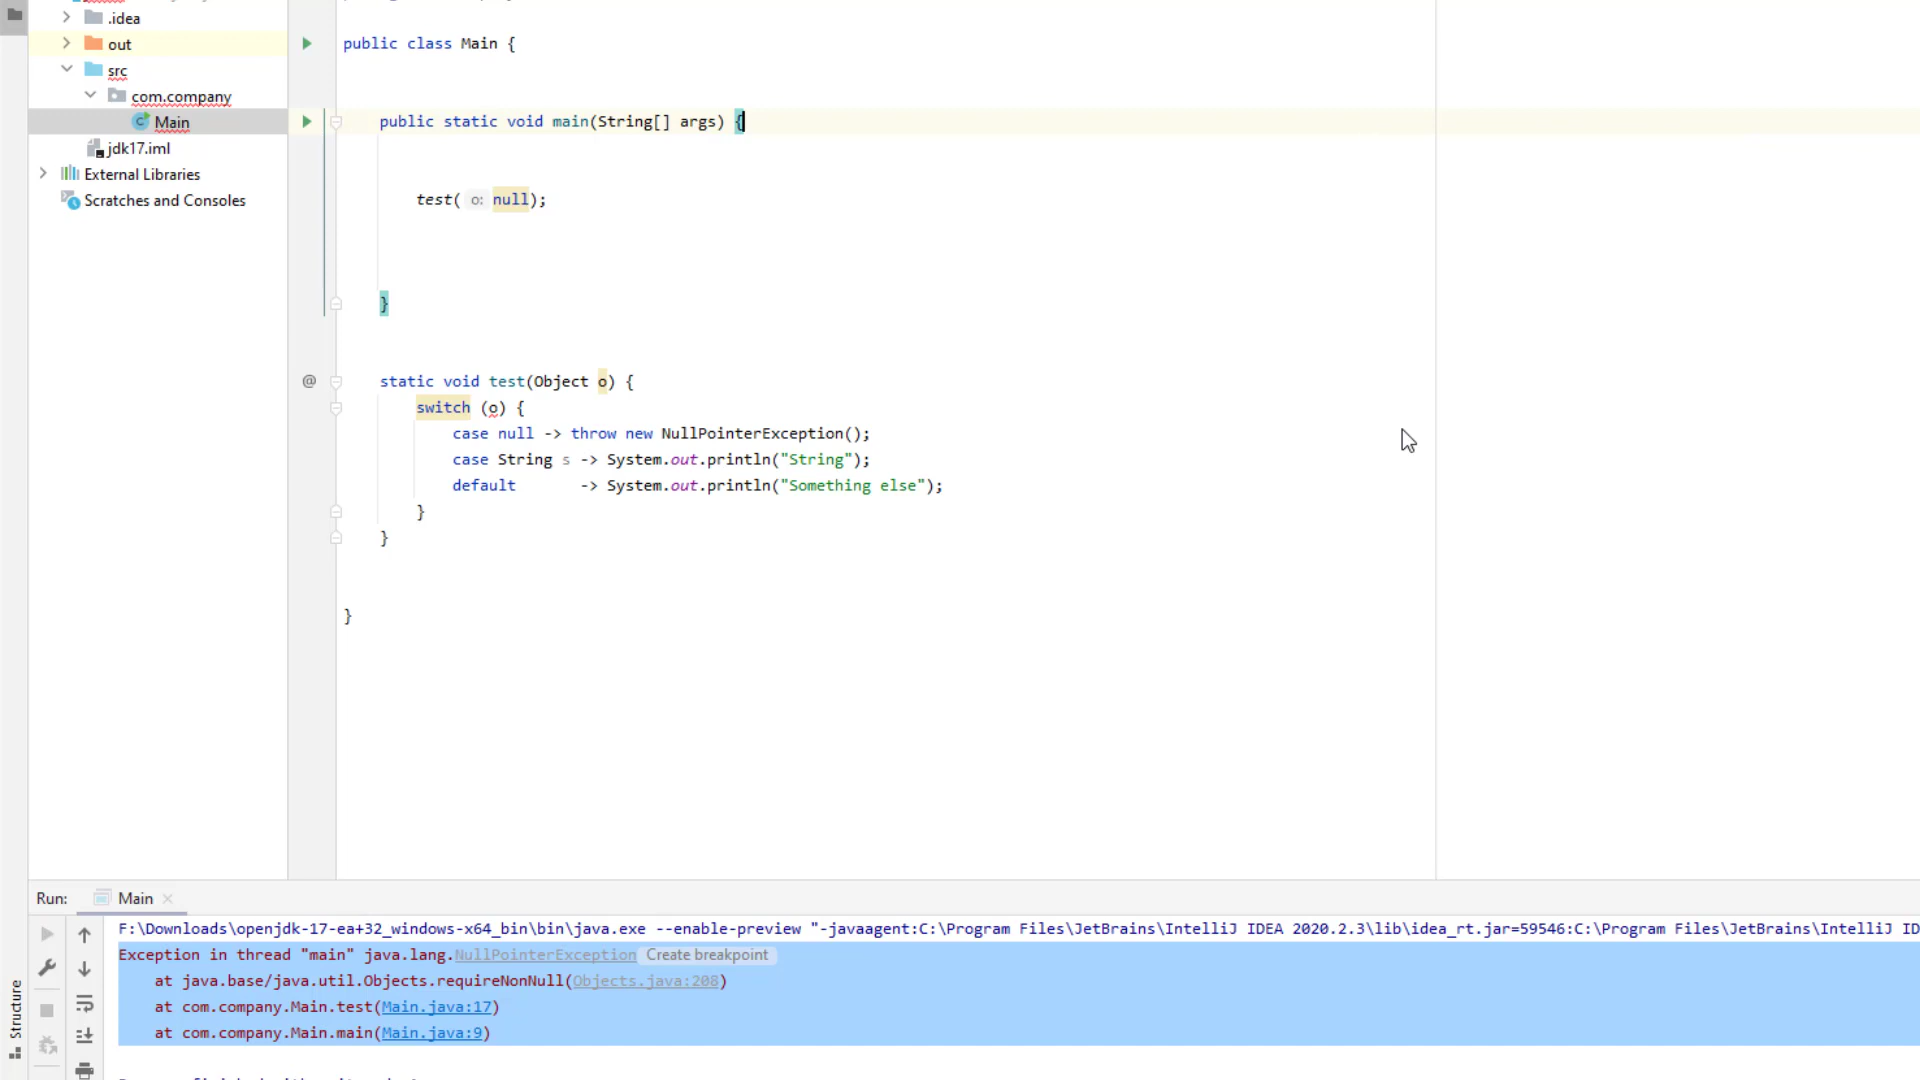 .idea
out
src
com.company
Main
jdk17.iml
External Libraries
Scratches and Consoles
public class Main {
public static void main(String[] args) {
test( o: null);
}
@
static void test(Object o) {
switch (o) {
case null -> throw new NullPointerException();
case String s -> System.out.println("String");
default -> System.out.println("Something else");
}
}
}
Structure
Run: Main
F:\Downloads\openjdk-17-ea+32_windows-x64_bin\bin\java.exe --enable-preview "-javaagent:C:\Program Files\JetBrains\IntelliJ IDEA 2020.2.3\lib\idea_rt.jar=59546:C:\Program Files\JetBrains\IntelliJ ID
Exception in thread "main" java.lang.NullPointerException Create breakpoint
at java.base/java.util.Objects.requireNonNull(Objects.java:208)
at com.company.Main.test(Main.java:17)
at com.company.Main.main(Main.java:9)